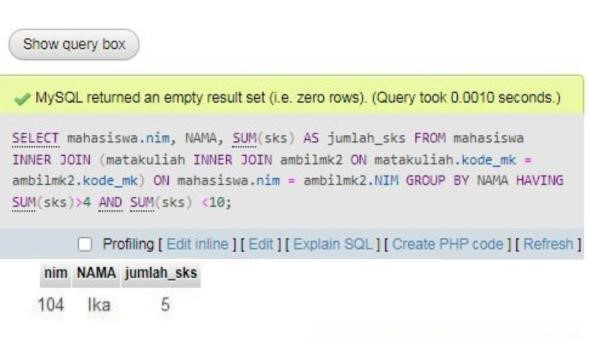 Show query box
MySQL returned an empty result set (i.e. zero rows). (Query took 0.0010 seconds.)
SELECT mahasiswa.nim, NAMA, SUM(sks) AS jumlah_sks FROM mahasiswa
INNER JOIN (matakuliah INNER JOIN ambilmk2 ON matakuliah.kode_mk =
ambilmk2.kode_mk) ON mahasiswa.nim = ambilmk2.NIM GROUP BY NAMA HAVING
SUM(sks)>4 AND SUM(sks) <10;
Profiling [ Edit inline ] [ Edit ] [ Explain SQL ] [ Create PHP code ] [ Refresh ]
nim NAMA jumlah_sks
104 Ika 5